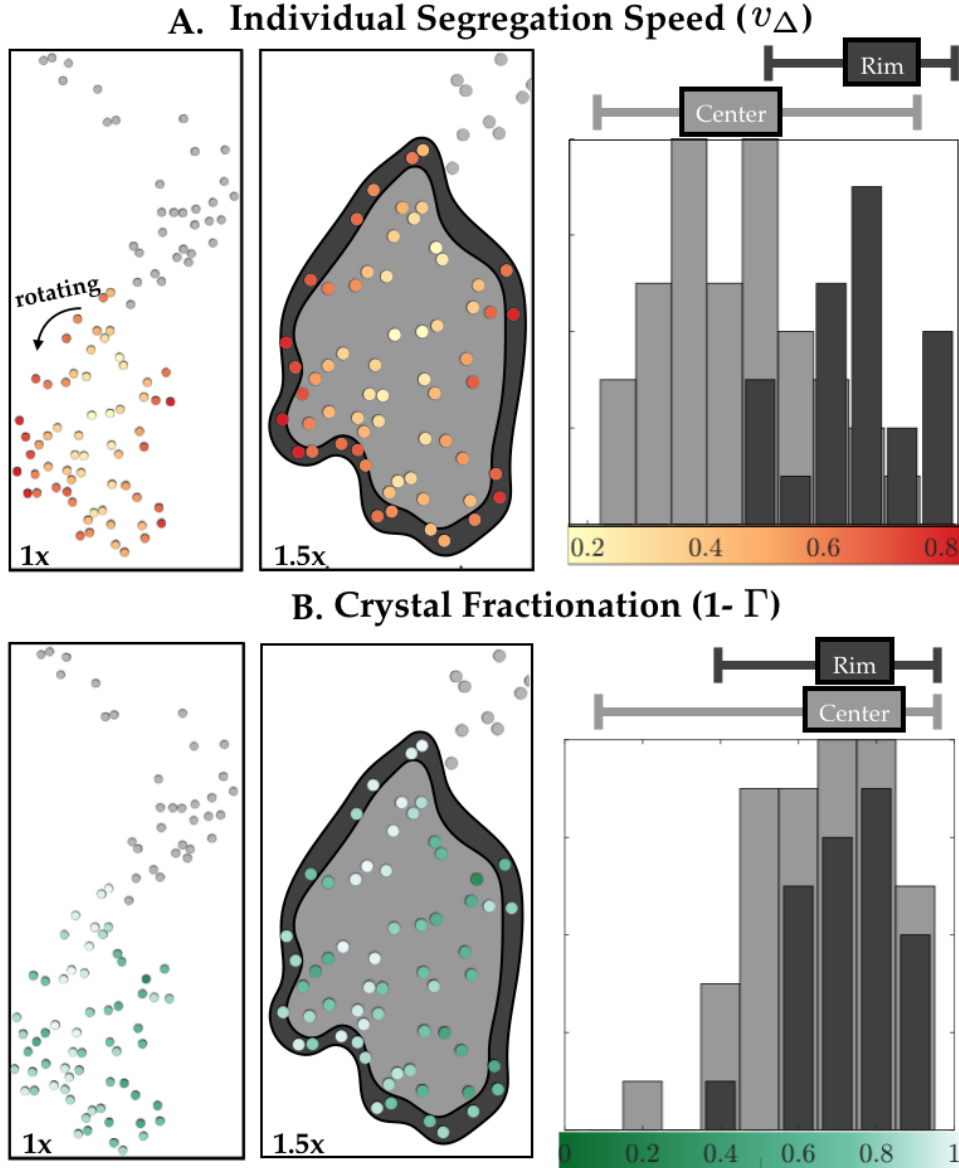 A. Individual Segregation Speed (v_Δ)
Rim
Center
rotating
1x
1.5x
0.2 0.4 0.6 0.8
B. Crystal Fractionation (1- Γ)
Rim
Center
1x
1.5x
0 0.2 0.4 0.6 0.8 1